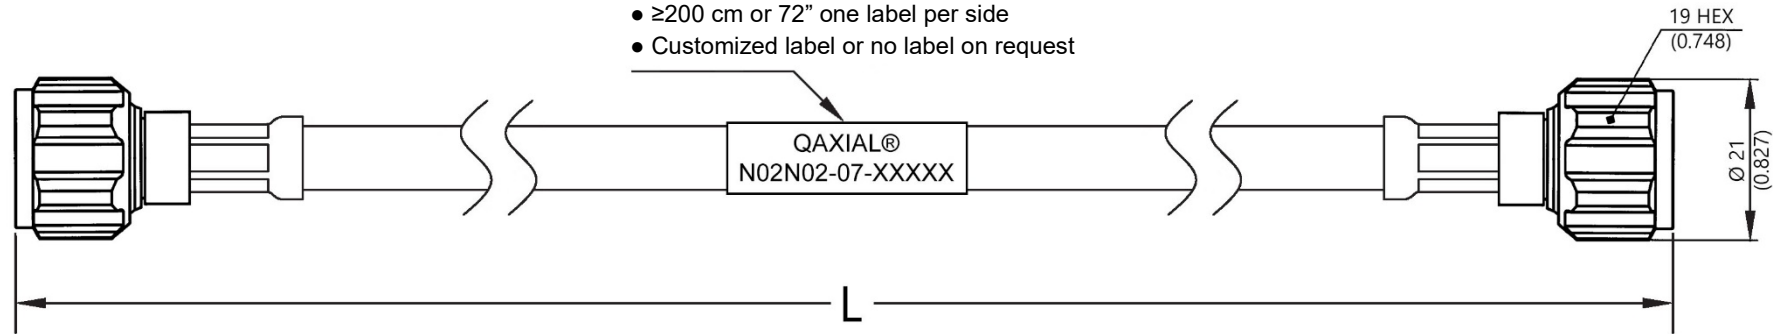 ● ≥200 cm or 72” one label per side
● Customized label or no label on request
19 HEX
(0.748)
QAXIAL®
N02N02-07-XXXXX
Ø 21
(0.827)
L